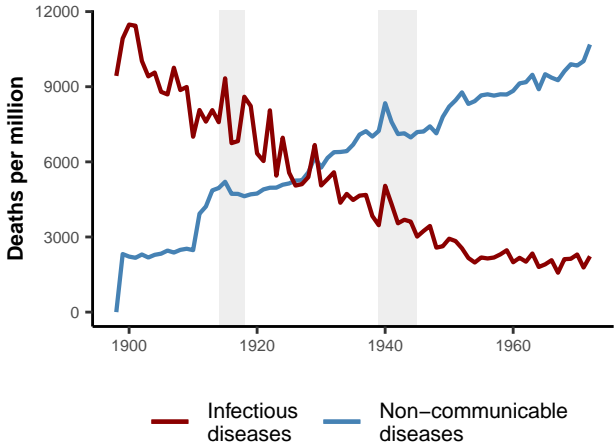 12000
9000
6000
3000
0
Deaths per million
1900 1920 1940 1960
Infectious diseases
Non−communicable diseases